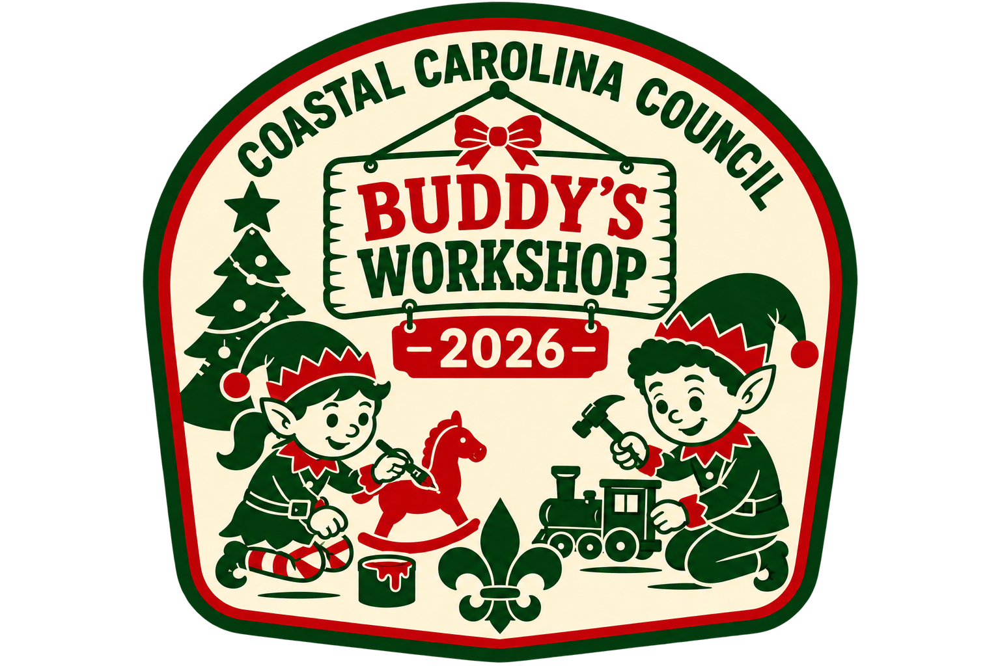 COASTAL CAROLINA COUNCIL
BUDDY’S
WORKSHOP
–2026–